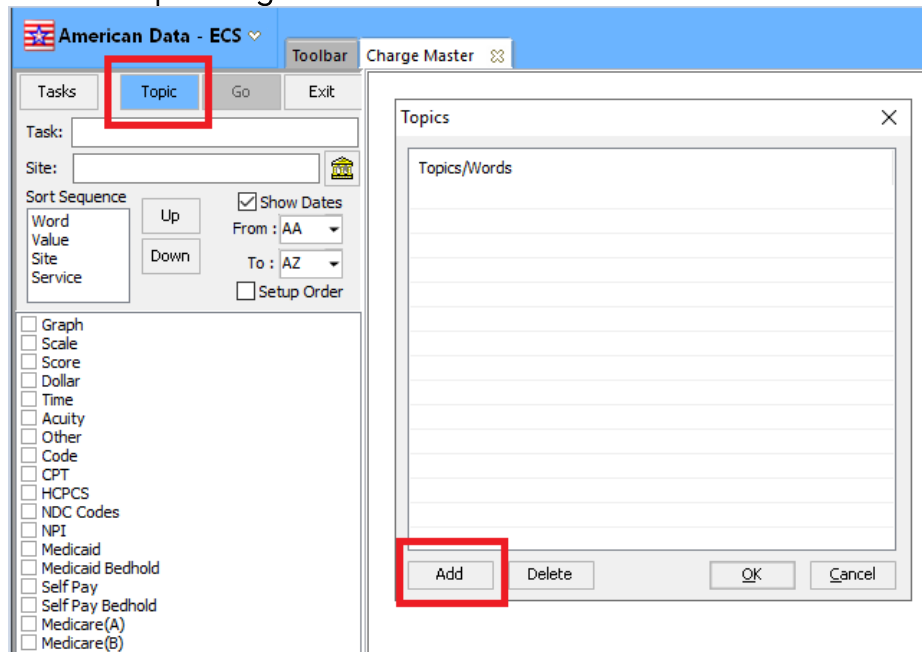 American Data - ECS
Toolbar
Charge Master
Tasks
Topic
Go
Exit
Task:
Site:
Sort Sequence
Word
Value
Site
Service
Up
Down
Show Dates
From : AA
To : AZ
Setup Order
Graph
Scale
Score
Dollar
Time
Acuity
Other
Code
CPT
HCPCS
NDC Codes
NPI
Medicaid
Medicaid Bedhold
Self Pay
Self Pay Bedhold
Medicare(A)
Medicare(B)
Topics
Topics/Words
Add
Delete
OK
Cancel